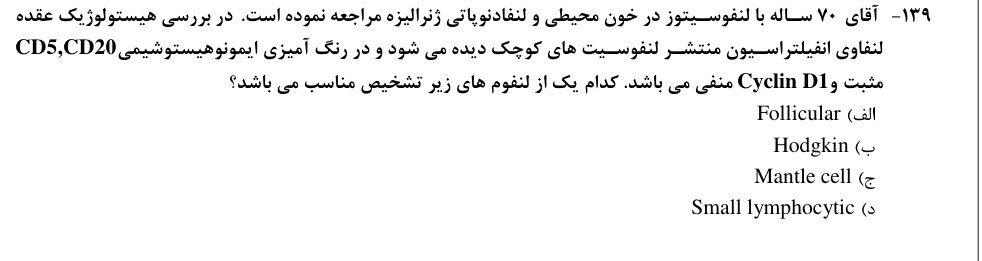 ۱۳۹- آقای ۷۰ ساله با لنفوسیتوز در خون محیطی و لنفادنوپاتی ژنرالیزه مراجعه نموده است. در بررسی هیستولوژیک عقده
لنفاوی انفیلتراسیون منتشر لنفوسیت های کوچک دیده می شود و در رنگ آمیزی ایمونوهیستوشیمی CD5,CD20
مثبت و Cyclin D1 منفی می باشد. کدام یک از لنفوم های زیر تشخیص مناسب می باشد؟
الف) Follicular
ب) Hodgkin
ج) Mantle cell
د) Small lymphocytic